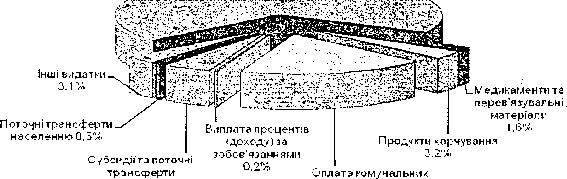 Інші видатки
3,1%
Медикаменти та
перев'язувальні
матеріали
1,6%
Поточні трансферти
населенню 0,5%
Виплата процентів
(доходу) за
зобов'язаннями
0,2%
Продукти харчування
3,2%
Субсидії та поточні
трансферти
Оплата комунальних